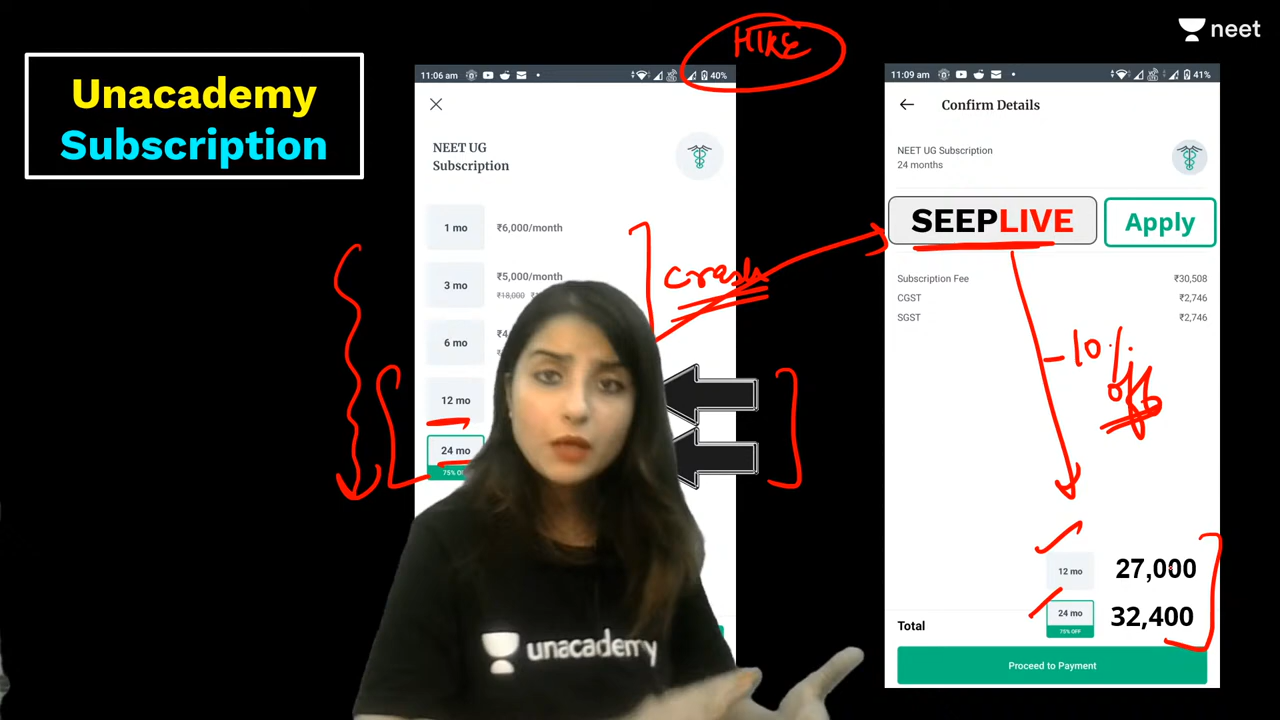 HIKE
neet
Unacademy
Subscription
11:06 am
40%
NEET UG
Subscription
1 mo ₹6,000/month
3 mo ₹5,000/month
₹18,000
6 mo
12 mo
24 mo
crash
unacademy
11:09 am
41%
Confirm Details
NEET UG Subscription
24 months
SEEPLIVE Apply
Subscription Fee ₹30,508
CGST ₹2,746
SGST ₹2,746
10% off
12 mo 27,000
24 mo 32,400
75% OFF
Total
Proceed to Payment